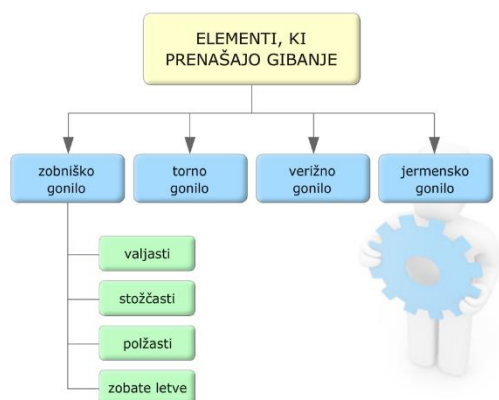 ELEMENTI, KI
PRENAŠAJO GIBANJE
zobniško
gonilo
torno
gonilo
verižno
gonilo
jermensko
gonilo
valjasti
stožčasti
polžasti
zobate letve